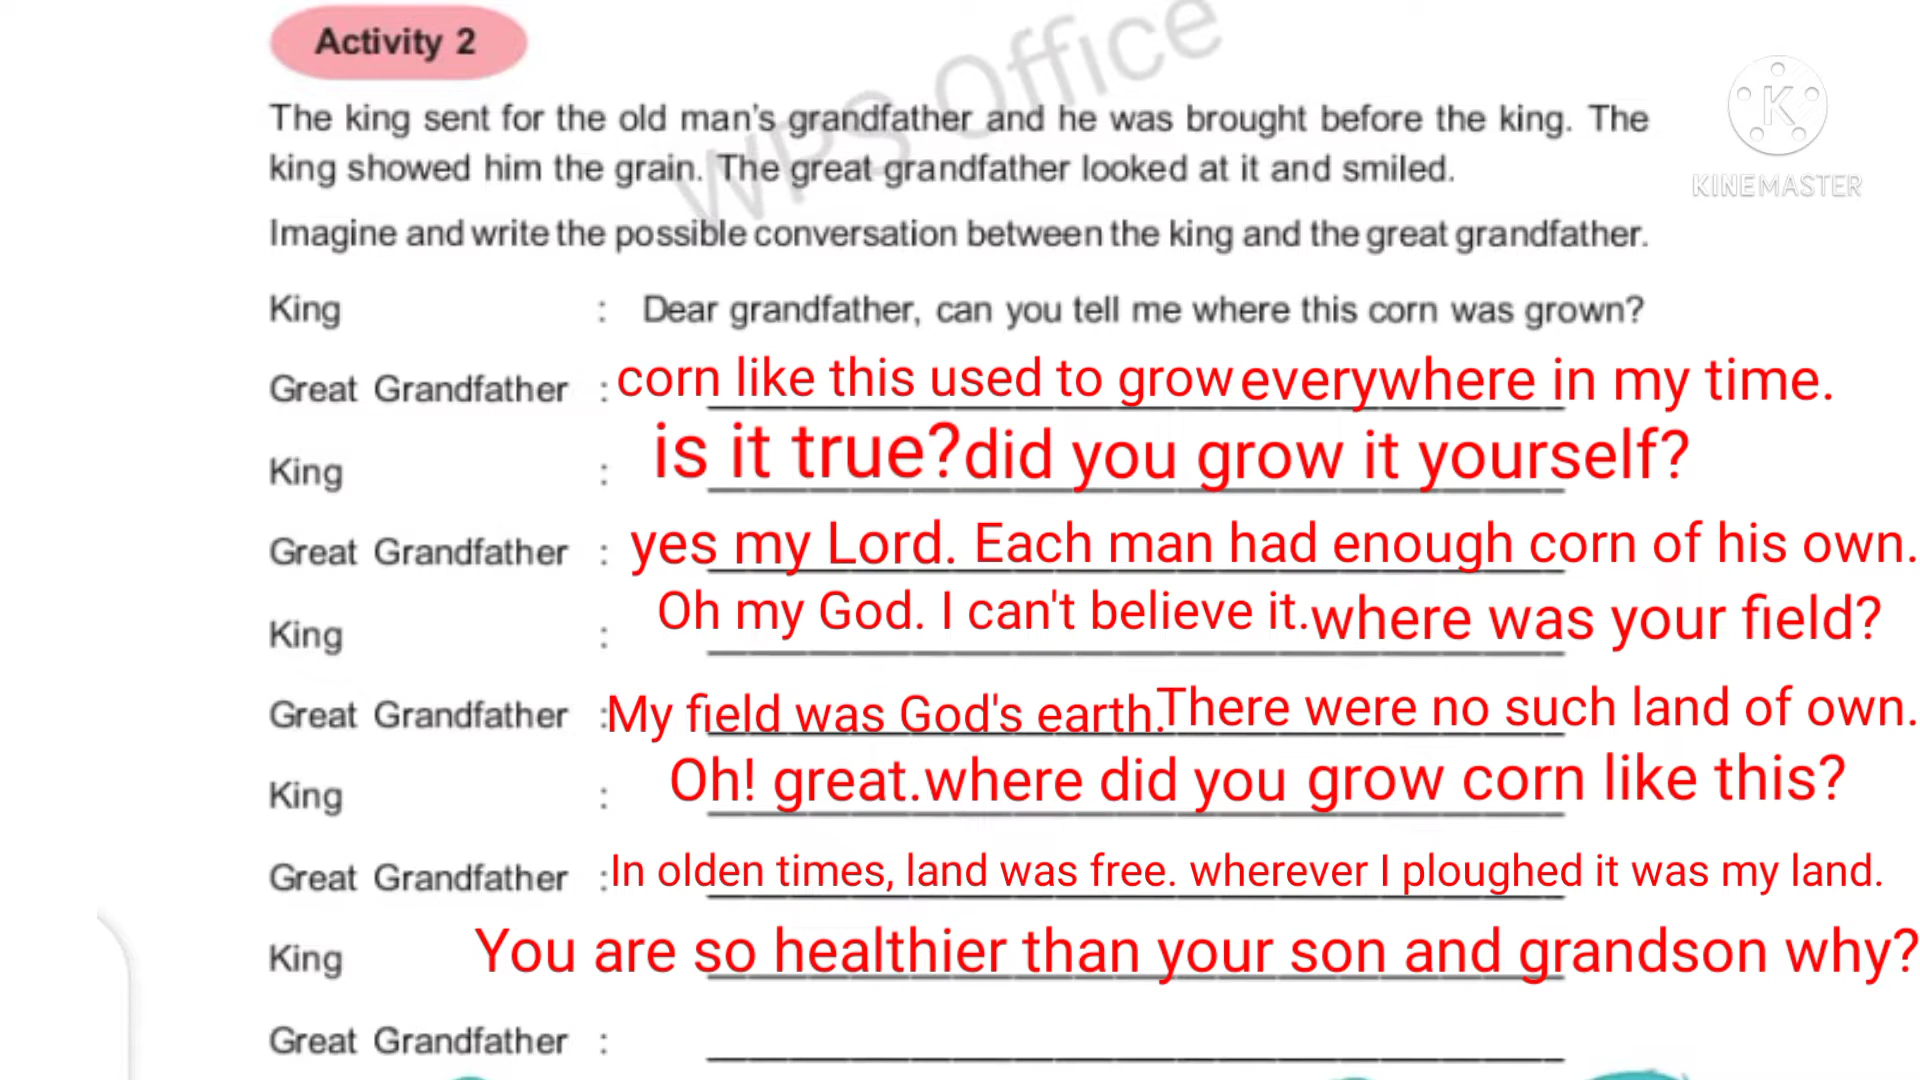 Activity 2
WPS Office
The king sent for the old man's grandfather and he was brought before the king. The
king showed him the grain. The great grandfather looked at it and smiled.
KINEMASTER
Imagine and write the possible conversation between the king and the great grandfather.
King : Dear grandfather, can you tell me where this corn was grown?
Great Grandfather : corn like this used to grow everywhere in my time.
King : is it true? did you grow it yourself?
Great Grandfather : yes my Lord. Each man had enough corn of his own.
King : Oh my God. I can't believe it. where was your field?
Great Grandfather : My field was God's earth. There were no such land of own.
King : Oh! great. where did you grow corn like this?
Great Grandfather : In olden times, land was free. wherever I ploughed it was my land.
King You are so healthier than your son and grandson why?
Great Grandfather :